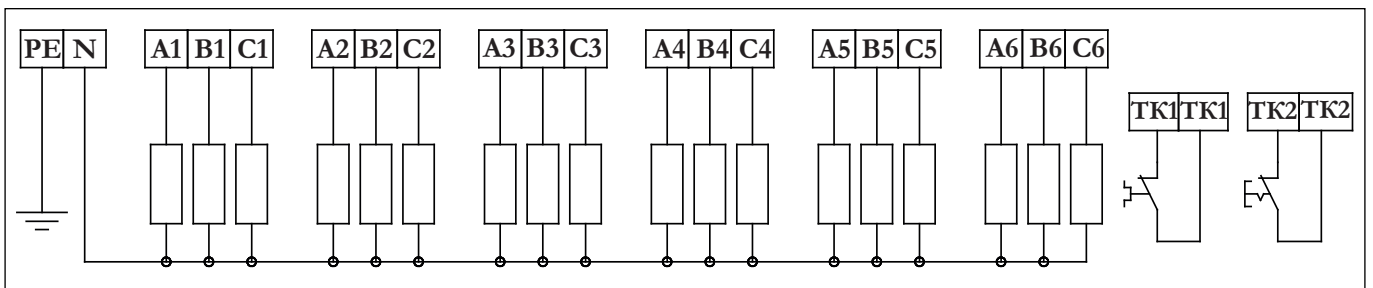 PE N A1 B1 C1 A2 B2 C2 A3 B3 C3 A4 B4 C4 A5 B5 C5 A6 B6 C6
TK1 TK1 TK2 TK2